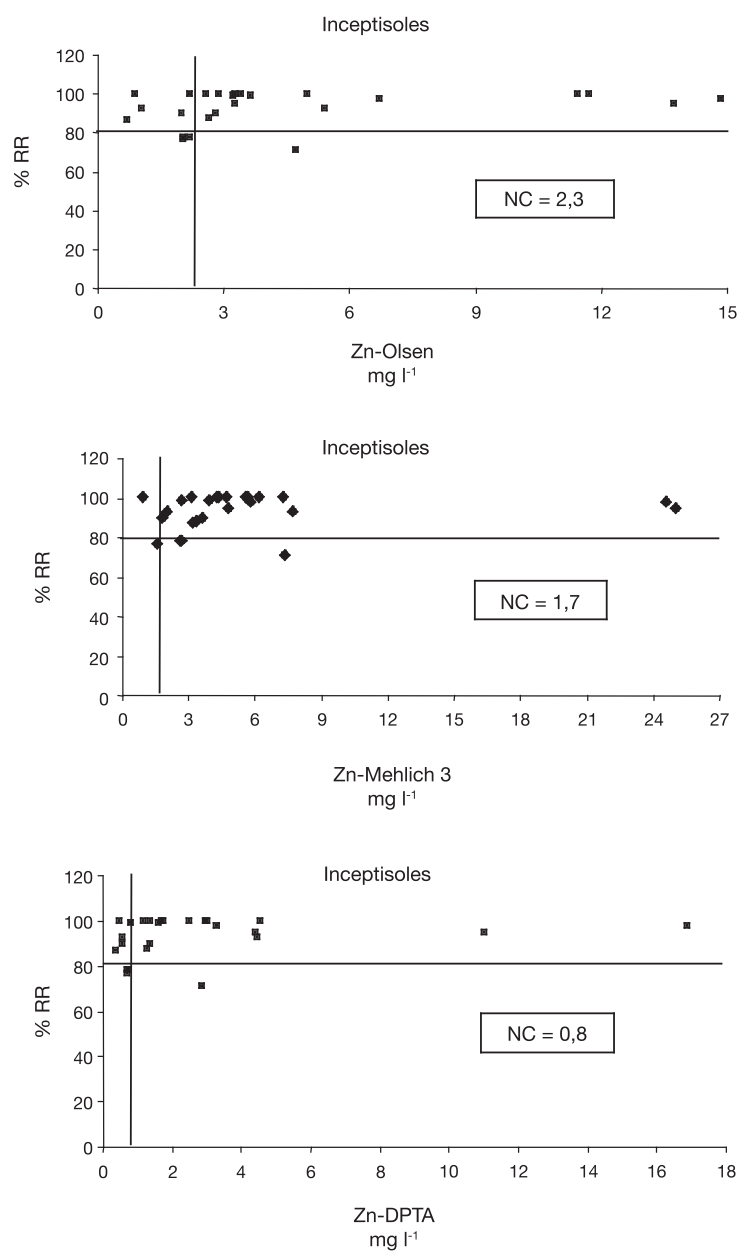 Inceptisoles
120
100
80
60
40
20
0
% RR
NC = 2,3
0 3 6 9 12 15
Zn-Olsen
mg l-1
Inceptisoles
120
100
80
60
40
20
0
% RR
NC = 1,7
0 3 6 9 12 15 18 21 24 27
Zn-Mehlich 3
mg l-1
Inceptisoles
120
100
80
60
40
20
0
% RR
NC = 0,8
0 2 4 6 8 10 12 14 16 18
Zn-DPTA
mg l-1